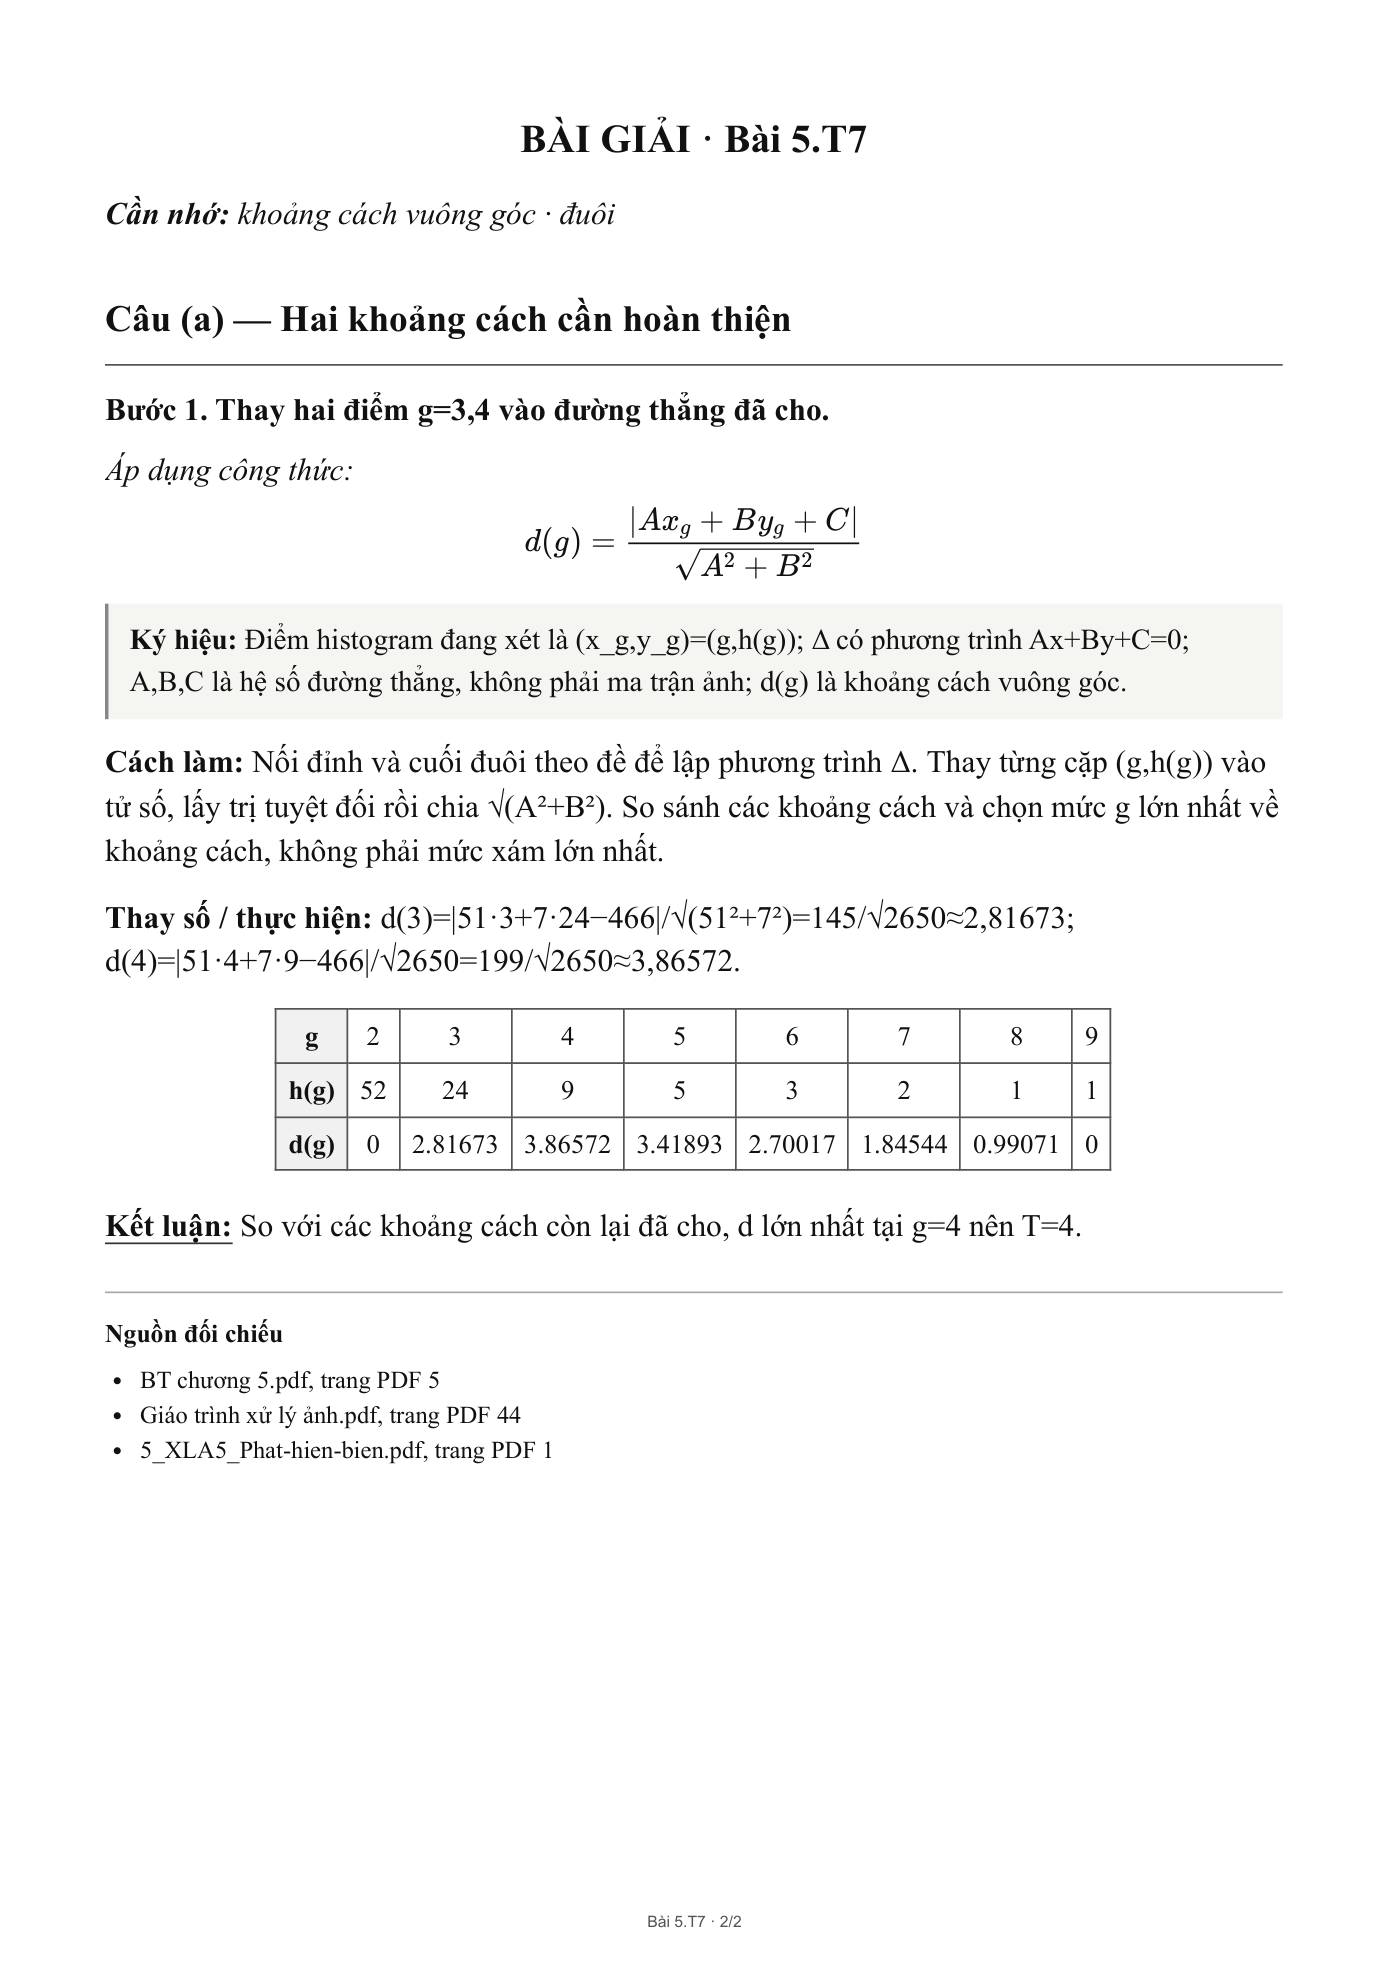 BÀI GIẢI · Bài 5.T7
Cần nhớ: khoảng cách vuông góc · đuôi
Câu (a) — Hai khoảng cách cần hoàn thiện
Bước 1. Thay hai điểm g=3,4 vào đường thẳng đã cho.
Áp dụng công thức:
d(g) = |Ax_g + By_g + C| / √(A² + B²)
Ký hiệu: Điểm histogram đang xét là (x_g,y_g)=(g,h(g)); Δ có phương trình Ax+By+C=0;
A,B,C là hệ số đường thẳng, không phải ma trận ảnh; d(g) là khoảng cách vuông góc.
Cách làm: Nối đỉnh và cuối đuôi theo đề để lập phương trình Δ. Thay từng cặp (g,h(g)) vào
tử số, lấy trị tuyệt đối rồi chia √(A²+B²). So sánh các khoảng cách và chọn mức g lớn nhất về
khoảng cách, không phải mức xám lớn nhất.
Thay số / thực hiện: d(3)=|51·3+7·24−466|/√(51²+7²)=145/√2650≈2,81673;
d(4)=|51·4+7·9−466|/√2650=199/√2650≈3,86572.
g 2 3 4 5 6 7 8 9
h(g) 52 24 9 5 3 2 1 1
d(g) 0 2.81673 3.86572 3.41893 2.70017 1.84544 0.99071 0
Kết luận: So với các khoảng cách còn lại đã cho, d lớn nhất tại g=4 nên T=4.
Nguồn đối chiếu
• BT chương 5.pdf, trang PDF 5
• Giáo trình xử lý ảnh.pdf, trang PDF 44
• 5_XLA5_Phat-hien-bien.pdf, trang PDF 1
Bài 5.T7 · 2/2